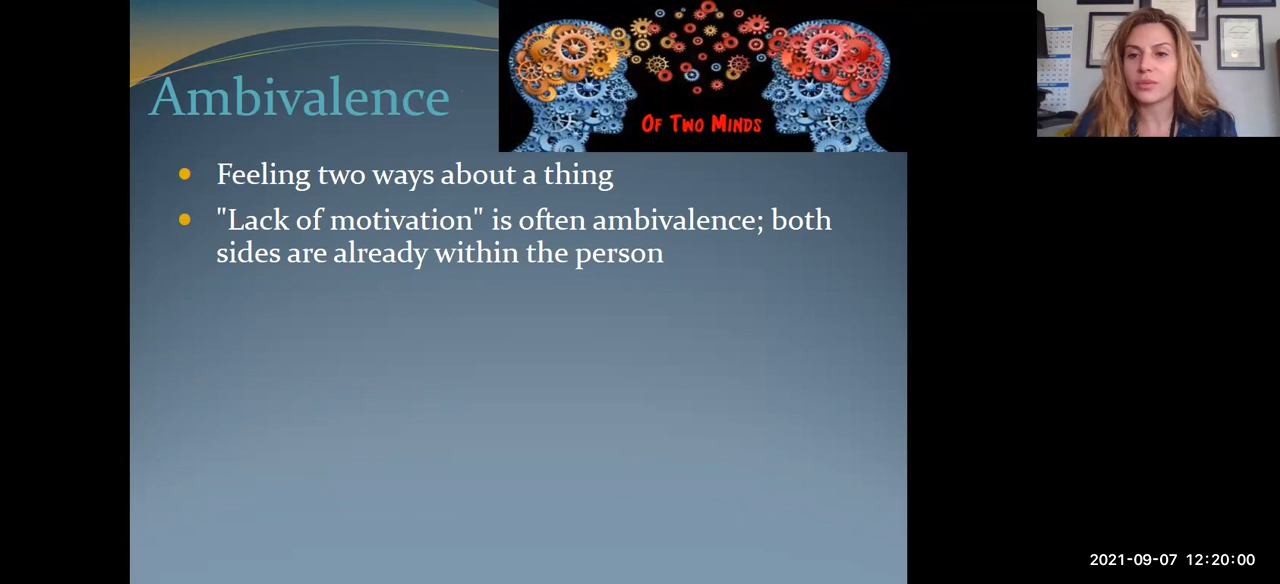 Ambivalence
Of Two Minds
Feeling two ways about a thing
"Lack of motivation" is often ambivalence; both
sides are already within the person
2021-09-07 12:20:00